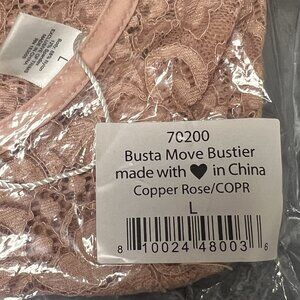 L
70200
Busta Move Bustier
made with ♥ in China
Copper Rose/COPR
L
8 10024 48003 6